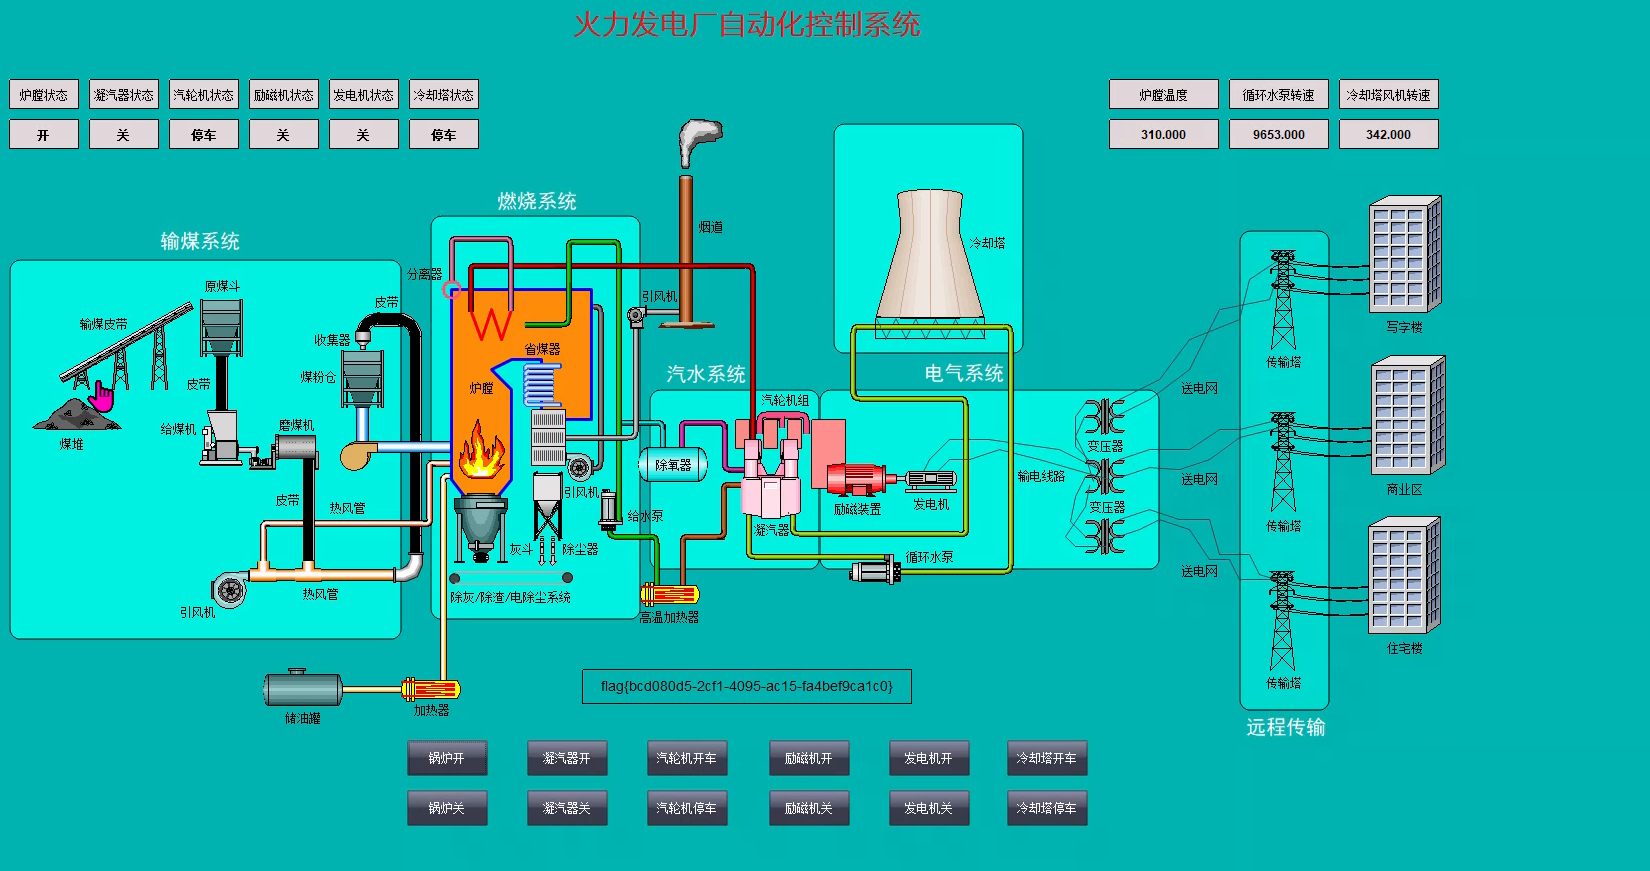 火力发电厂自动化控制系统
炉膛状态 凝汽器状态 汽轮机状态 励磁机状态 发电机状态 冷却塔状态
开 关 停车 关 关 停车
炉膛温度 循环水泵转速 冷却塔风机转速
310.000 9653.000 342.000
燃烧系统
烟道
输煤系统
冷却塔
分离器
原煤斗
皮带
引风机
输煤皮带
收集器
写字楼
省煤器
传输塔
煤粉仓
汽水系统
电气系统
皮带
炉膛
送电网
汽轮机组
给煤机
磨煤机
煤堆
变压器
除氧器
输电线路
送电网
商业区
引风机
皮带
热风管
励磁装置
发电机
变压器
给水泵
凝汽器
传输塔
灰斗
除尘器
循环水泵
送电网
热风管
除灰/除渣/电除尘系统
引风机
高温加热器
住宅楼
传输塔
flag{bcd080d5-2cf1-4095-ac15-fa4bef9ca1c0}
储油罐
加热器
远程传输
锅炉开 凝汽器开 汽轮机开车 励磁机开 发电机开 冷却塔开车
锅炉关 凝汽器关 汽轮机停车 励磁机关 发电机关 冷却塔停车